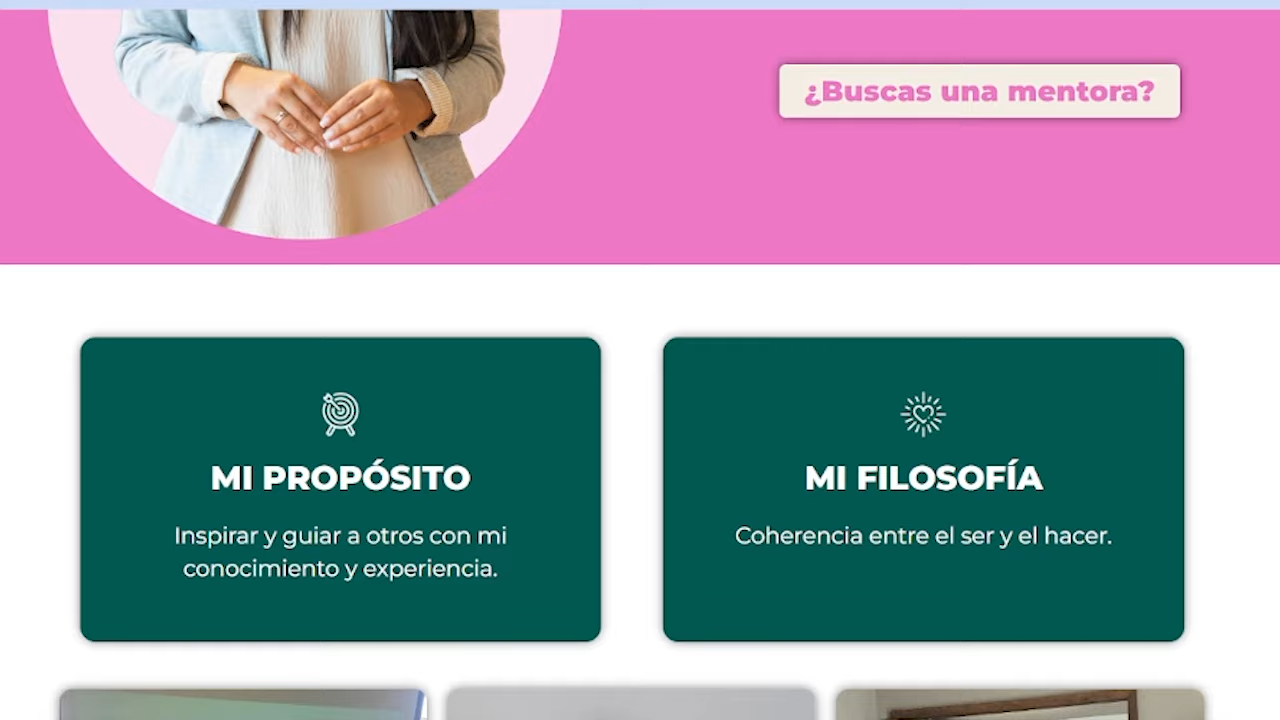 ¿Buscas una mentora?
MI PROPÓSITO
Inspirar y guiar a otros con mi
conocimiento y experiencia.
MI FILOSOFÍA
Coherencia entre el ser y el hacer.